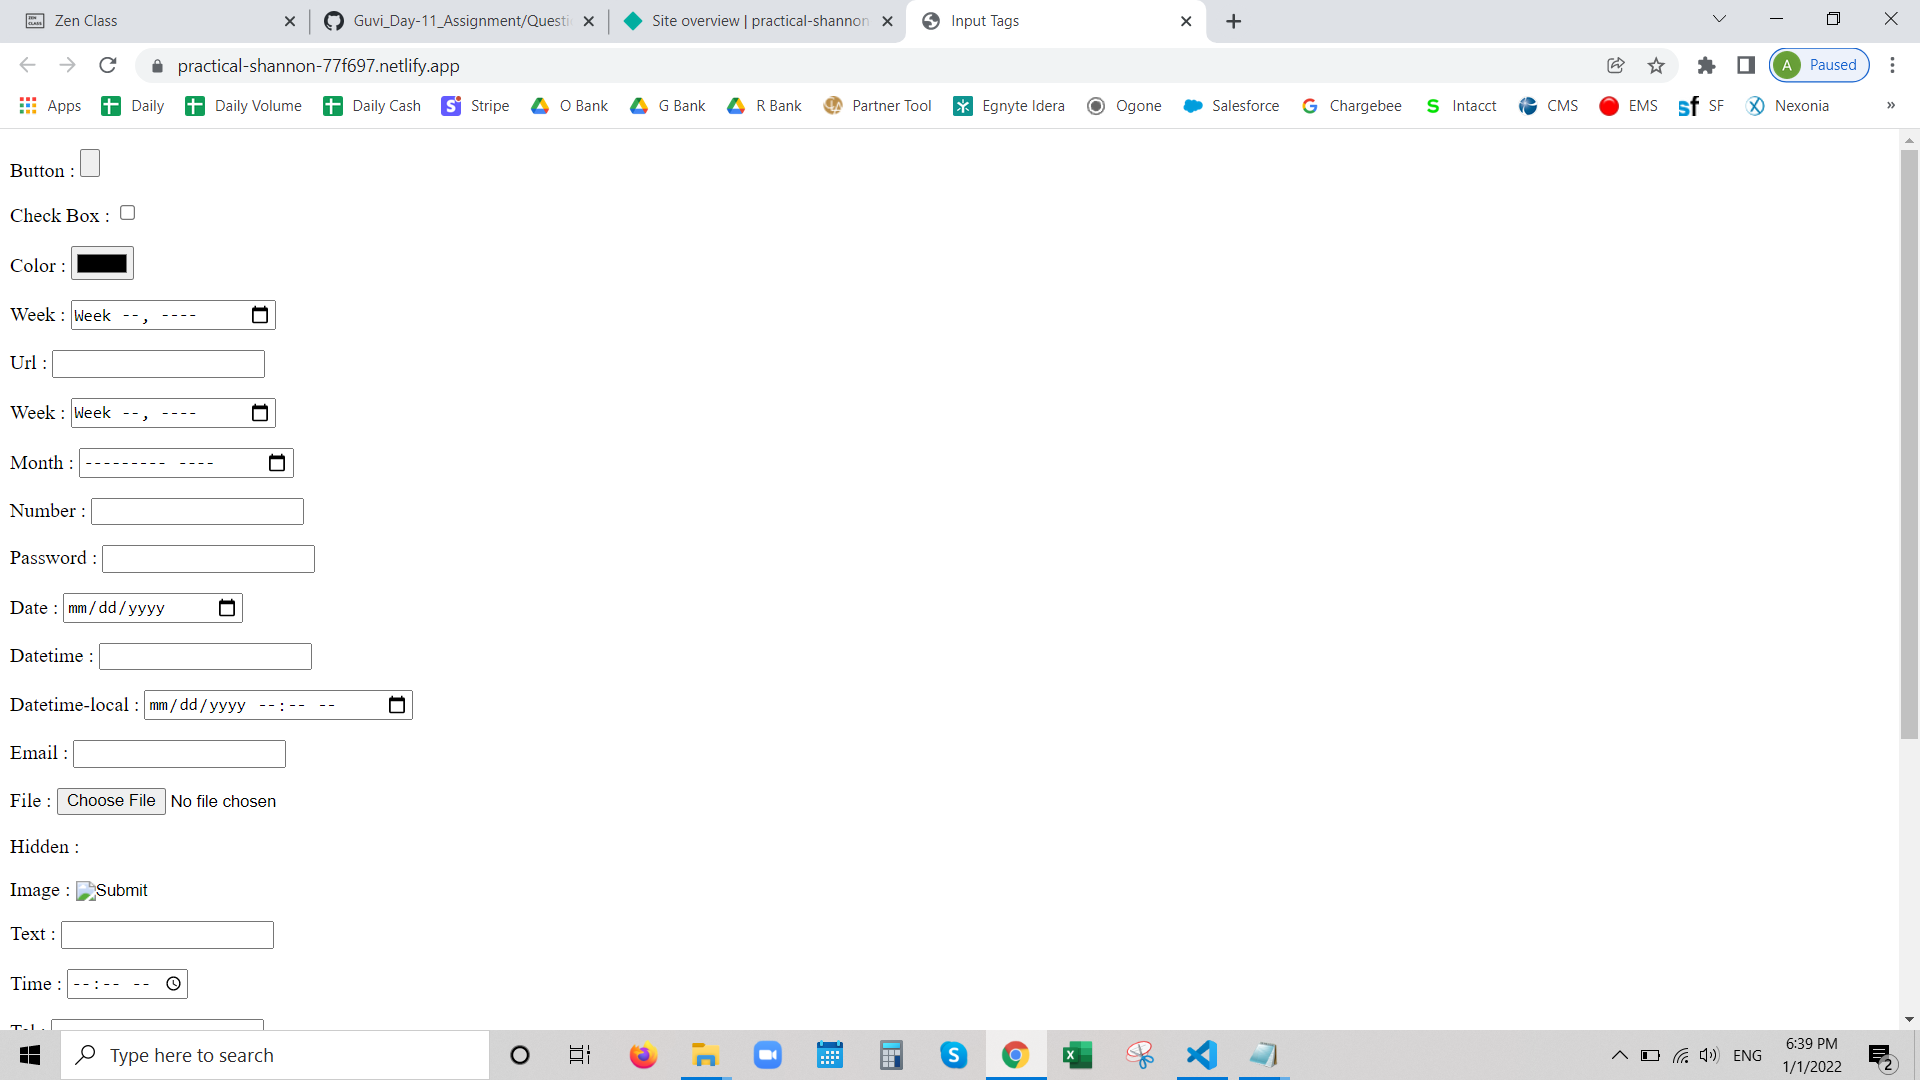 Zen Class
Guvi_Day-11_Assignment/Questi
Site overview | practical-shannon
Input Tags
practical-shannon-77f697.netlify.app
A Paused
Apps Daily Daily Volume Daily Cash Stripe O Bank G Bank R Bank Partner Tool Egnyte Idera Ogone Salesforce Chargebee Intacct CMS EMS SF Nexonia »
Button :
Check Box :
Color :
Week : Week --, ----
Url :
Week : Week --, ----
Month : --------- ----
Number :
Password :
Date : mm/dd/yyyy
Datetime :
Datetime-local : mm/dd/yyyy --:-- --
Email :
File : Choose File No file chosen
Hidden :
Image : Submit
Text :
Time : --:-- --
Tel :
Type here to search
ENG
6:39 PM
1/1/2022
2